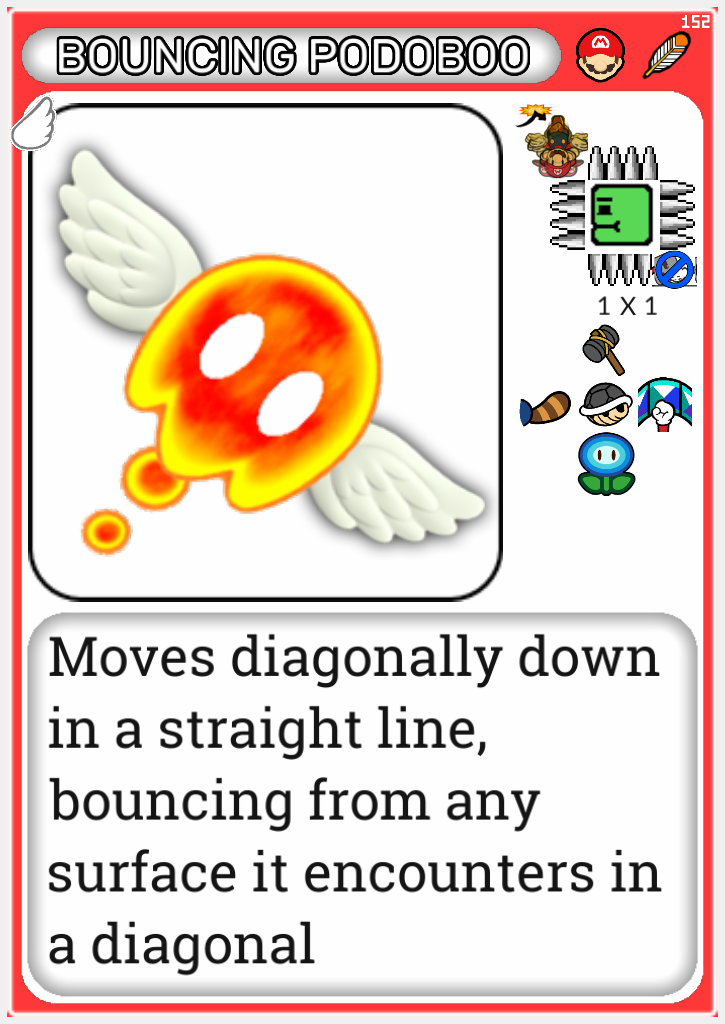 152
BOUNCING PODOBOO
1 X 1
Moves diagonally down
in a straight line,
bouncing from any
surface it encounters in
a diagonal